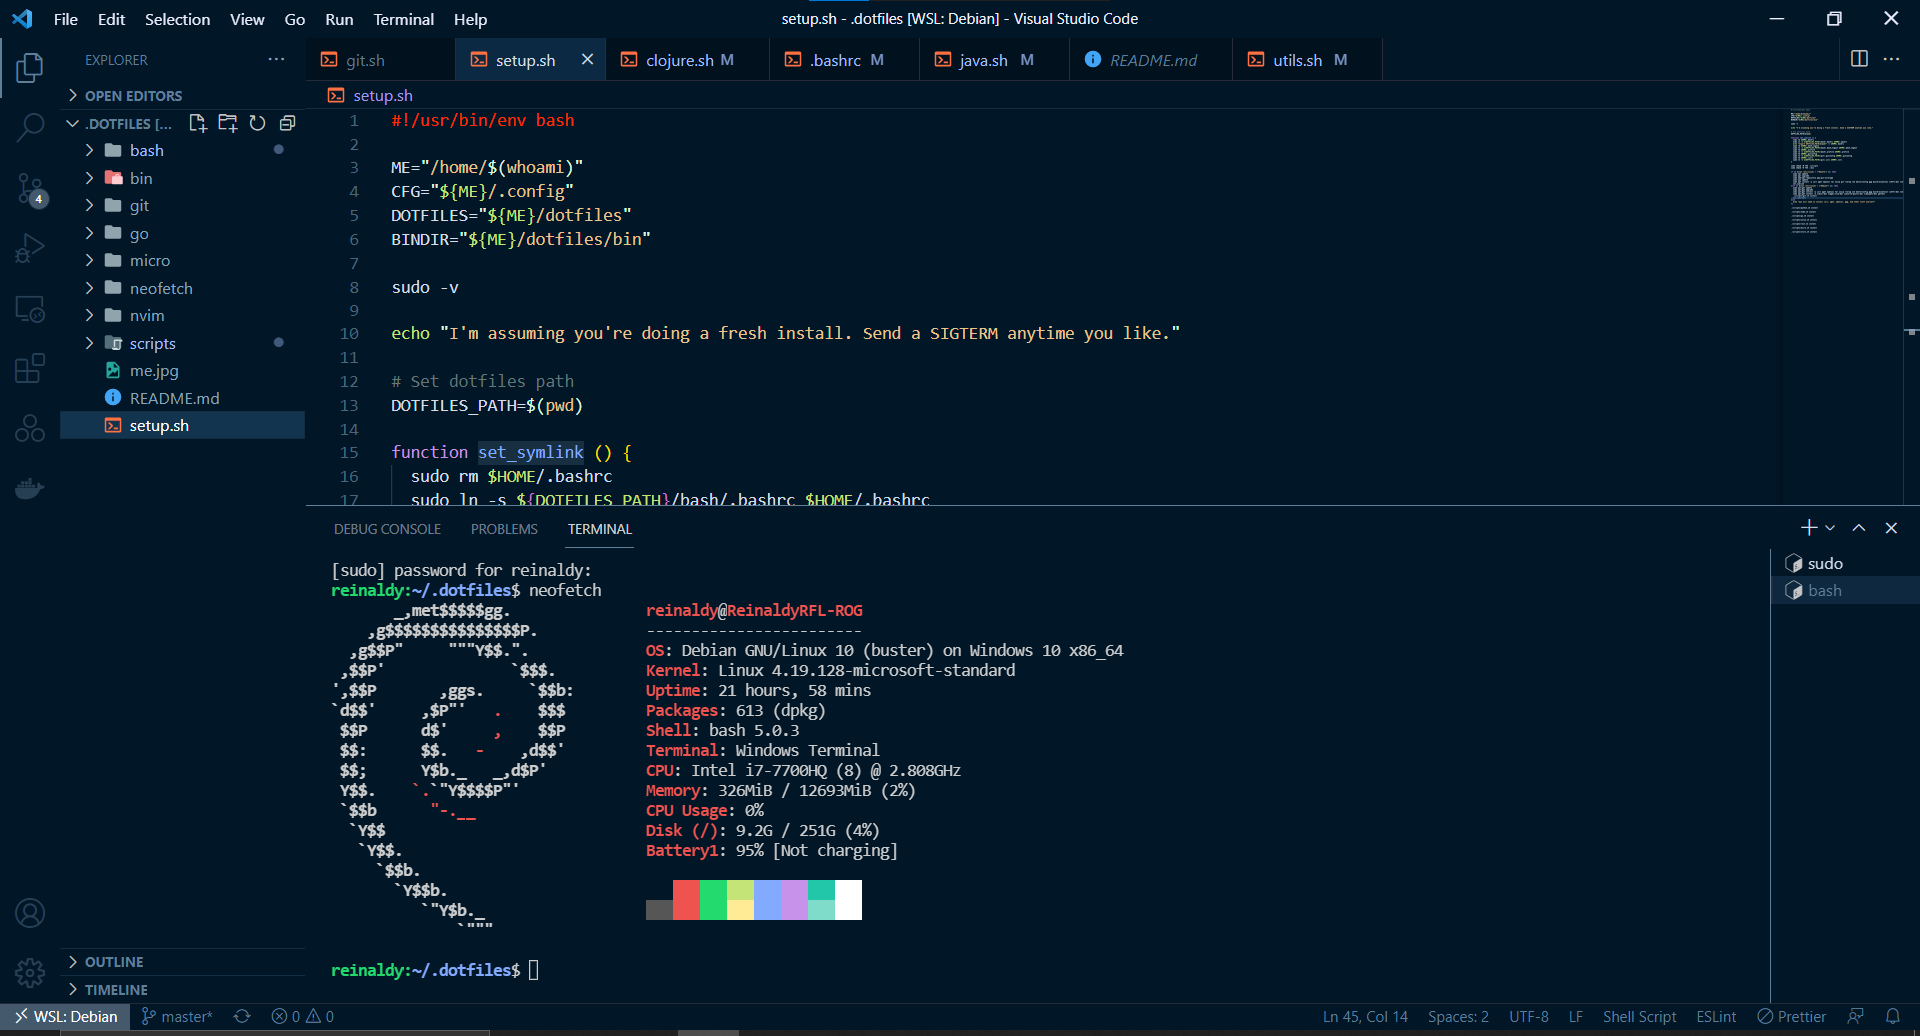 File Edit Selection View Go Run Terminal Help
setup.sh - .dotfiles [WSL: Debian] - Visual Studio Code
EXPLORER
git.sh
setup.sh
clojure.sh M
.bashrc M
java.sh M
README.md
utils.sh M
OPEN EDITORS
.DOTFILES [...
bash
bin
git
go
micro
neofetch
nvim
scripts
me.jpg
README.md
setup.sh
OUTLINE
TIMELINE
4
setup.sh
1 #!/usr/bin/env bash
2
3 ME="/home/$(whoami)"
4 CFG="${ME}/.config"
5 DOTFILES="${ME}/dotfiles"
6 BINDIR="${ME}/dotfiles/bin"
7
8 sudo -v
9
10 echo "I'm assuming you're doing a fresh install. Send a SIGTERM anytime you like."
11
12 # Set dotfiles path
13 DOTFILES_PATH=$(pwd)
14
15 function set_symlink () {
16 sudo rm $HOME/.bashrc
17 sudo ln -s ${DOTFILES_PATH}/bash/.bashrc $HOME/.bashrc
DEBUG CONSOLE PROBLEMS TERMINAL
[sudo] password for reinaldy:
reinaldy:~/.dotfiles$ neofetch
_,met$$$$$gg.
,g$$$$$$$$$$$$$$$P.
,g$$P"     """Y$$.".
,$$P'              `$$$.
',$$P       ,ggs.     `$$b:
`d$$'     ,$P"'   .    $$$
$$P      d$'     ,    $$P
$$:      $$.   -    ,d$$'
$$;      Y$b._   _,d$P'
Y$$.    `.`"Y$$$$P"'
`$$b      "-.__
`Y$$
`Y$$.
`$$b.
`Y$$b.
`"Y$b._
`"""
reinaldy@ReinaldyRFL-ROG
------------------------
OS: Debian GNU/Linux 10 (buster) on Windows 10 x86_64
Kernel: Linux 4.19.128-microsoft-standard
Uptime: 21 hours, 58 mins
Packages: 613 (dpkg)
Shell: bash 5.0.3
Terminal: Windows Terminal
CPU: Intel i7-7700HQ (8) @ 2.808GHz
Memory: 326MiB / 12693MiB (2%)
CPU Usage: 0%
Disk (/): 9.2G / 251G (4%)
Battery1: 95% [Not charging]
reinaldy:~/.dotfiles$
sudo
bash
WSL: Debian master* 0 0
Ln 45, Col 14 Spaces: 2 UTF-8 LF Shell Script ESLint Prettier